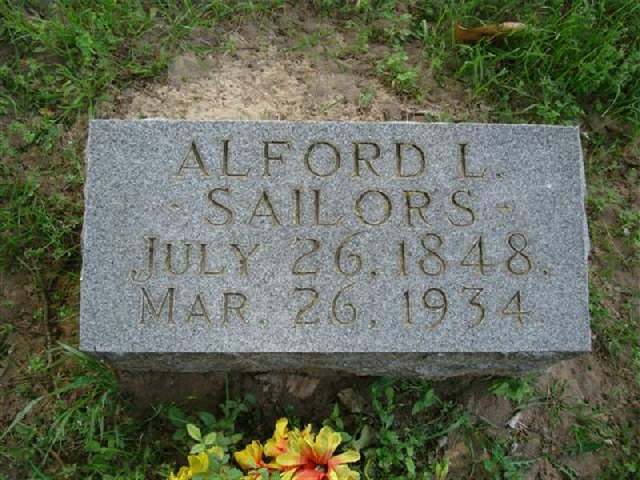 ALFORD L.
- SAILORS -
JULY 26, 1848,
MAR. 26, 1934